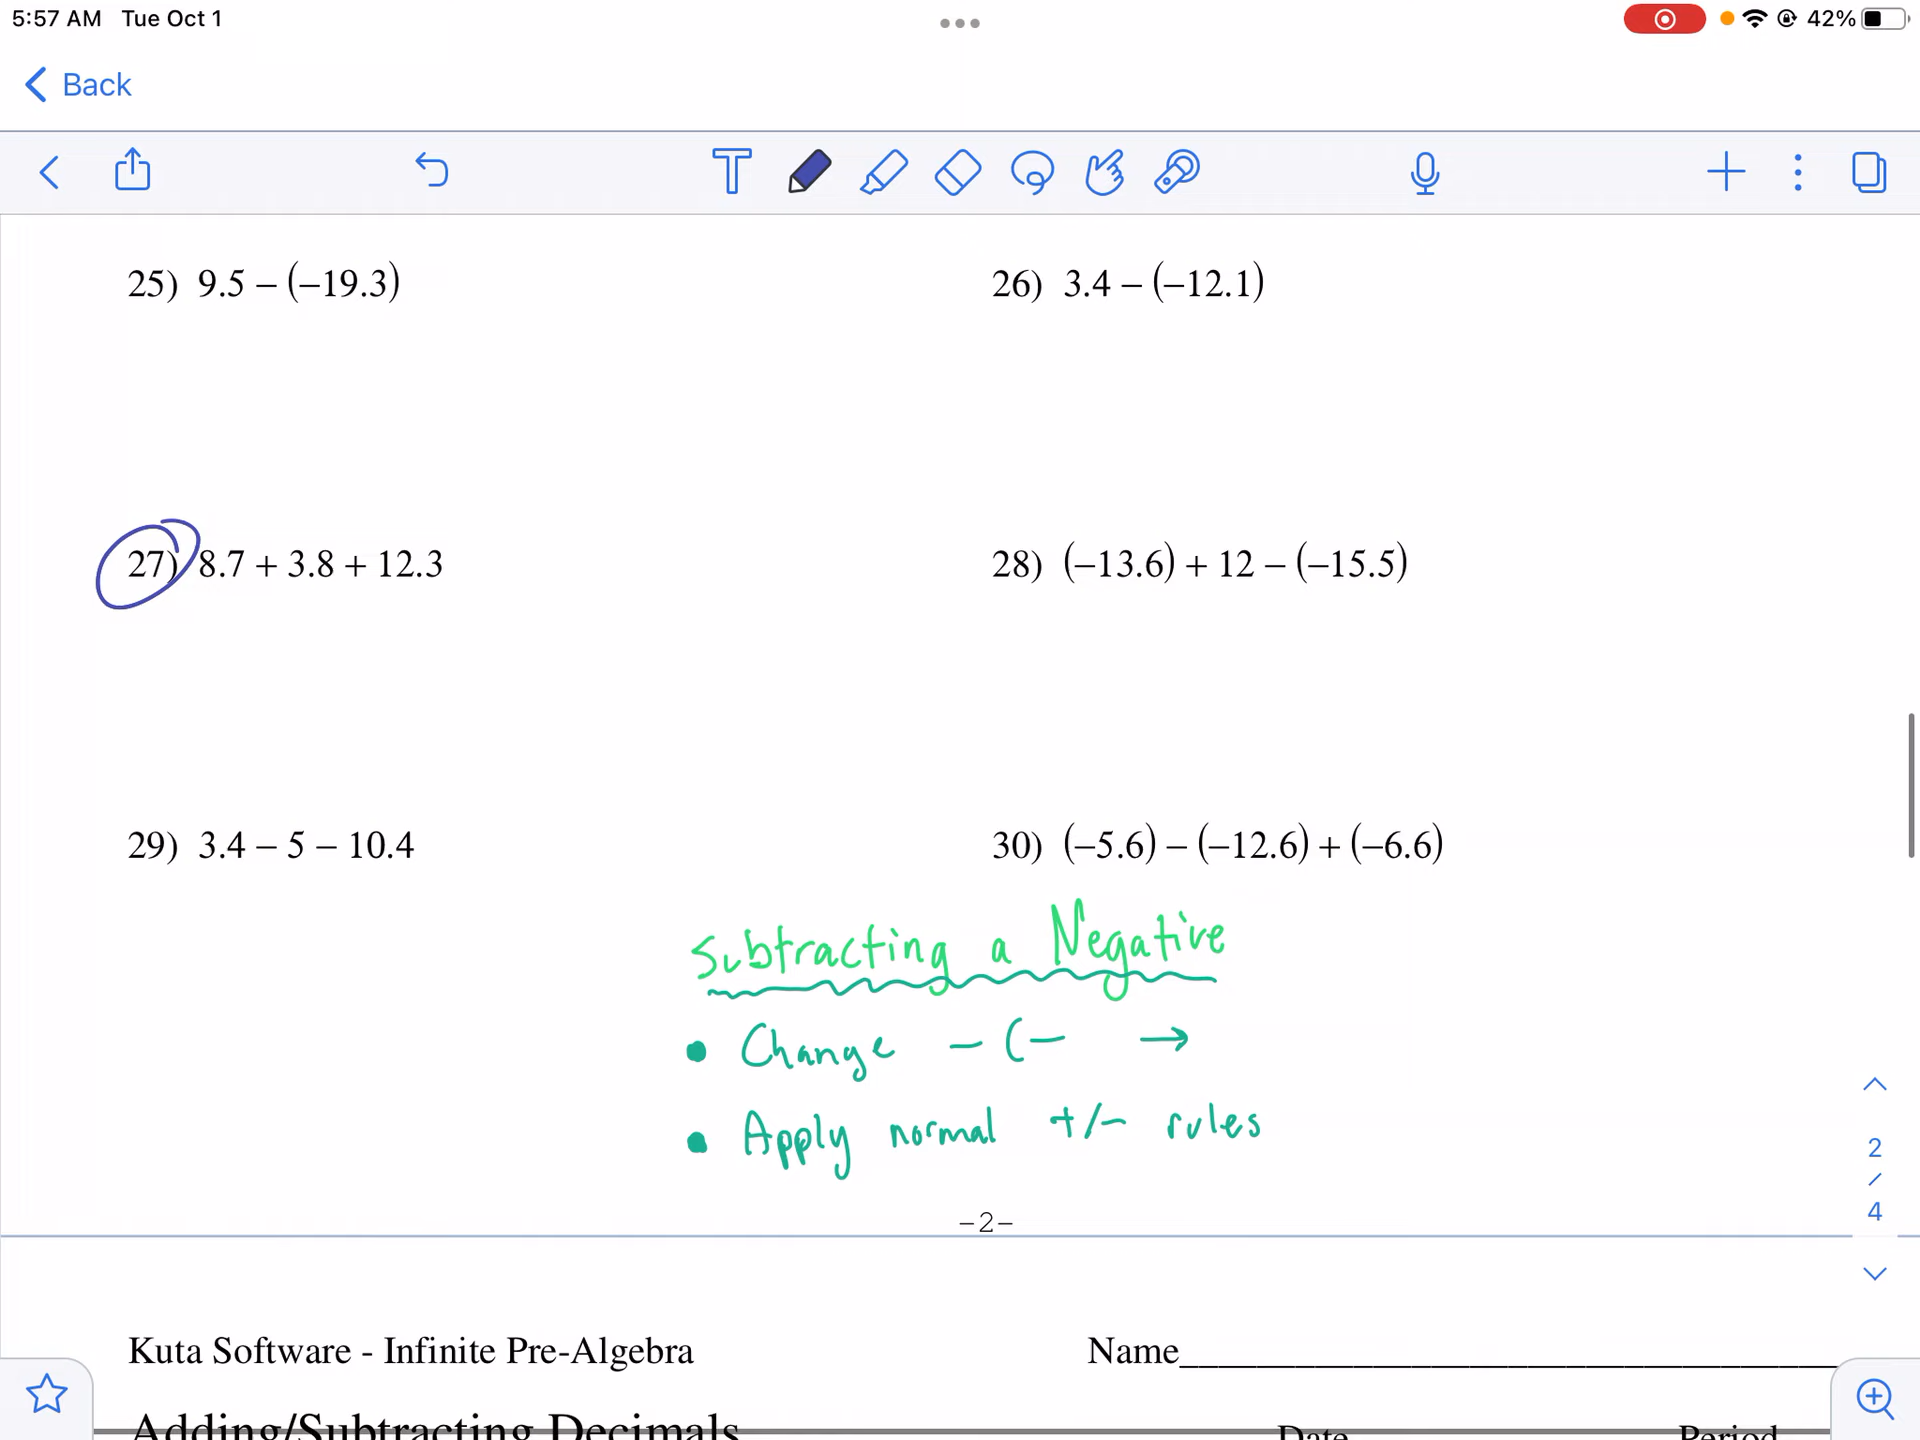 5:57 AM Tue Oct 1 42%
Back
25) 9.5 – (–19.3) 26) 3.4 – (–12.1)
27) 8.7 + 3.8 + 12.3 28) (–13.6) + 12 – (–15.5)
29) 3.4 – 5 – 10.4 30) (–5.6) – (–12.6) + (–6.6)
Subtracting a Negative
• Change – (– →
• Apply normal +/– rules
2
/
4
-2-
Kuta Software - Infinite Pre-Algebra Name
Adding/Subtracting Decimals Date Period